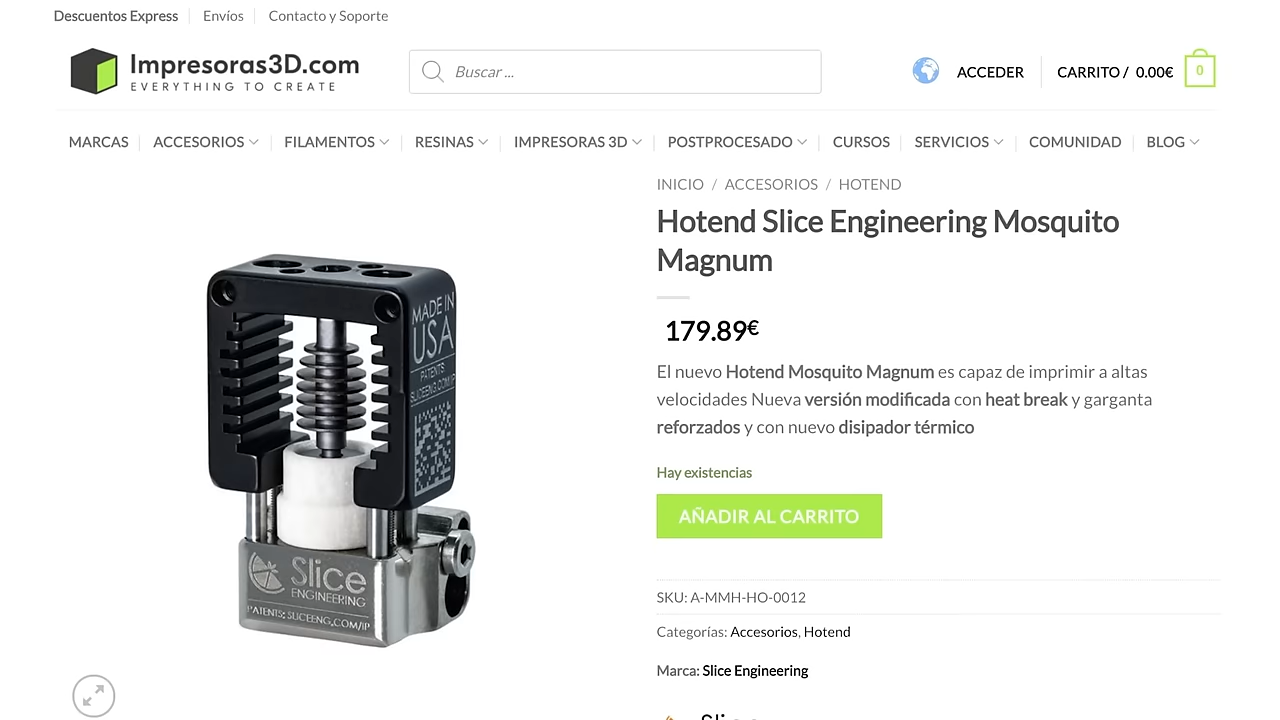 Descuentos Express
Envíos
Contacto y Soporte
Impresoras3D.com
EVERYTHING TO CREATE
Buscar ...
ACCEDER
CARRITO / 0.00€
0
MARCAS
ACCESORIOS
FILAMENTOS
RESINAS
IMPRESORAS 3D
POSTPROCESADO
CURSOS
SERVICIOS
COMUNIDAD
BLOG
INICIO / ACCESORIOS / HOTEND
Hotend Slice Engineering Mosquito
Magnum
179.89€
El nuevo Hotend Mosquito Magnum es capaz de imprimir a altas
velocidades Nueva versión modificada con heat break y garganta
reforzados y con nuevo disipador térmico
Hay existencias
AÑADIR AL CARRITO
SKU: A-MMH-HO-0012
Categorías: Accesorios, Hotend
Marca: Slice Engineering
MADE IN
USA
PATENTS
SLICEENG.COM/IP
Slice
ENGINEERING
PATENTS: SLICEENG.COM/IP